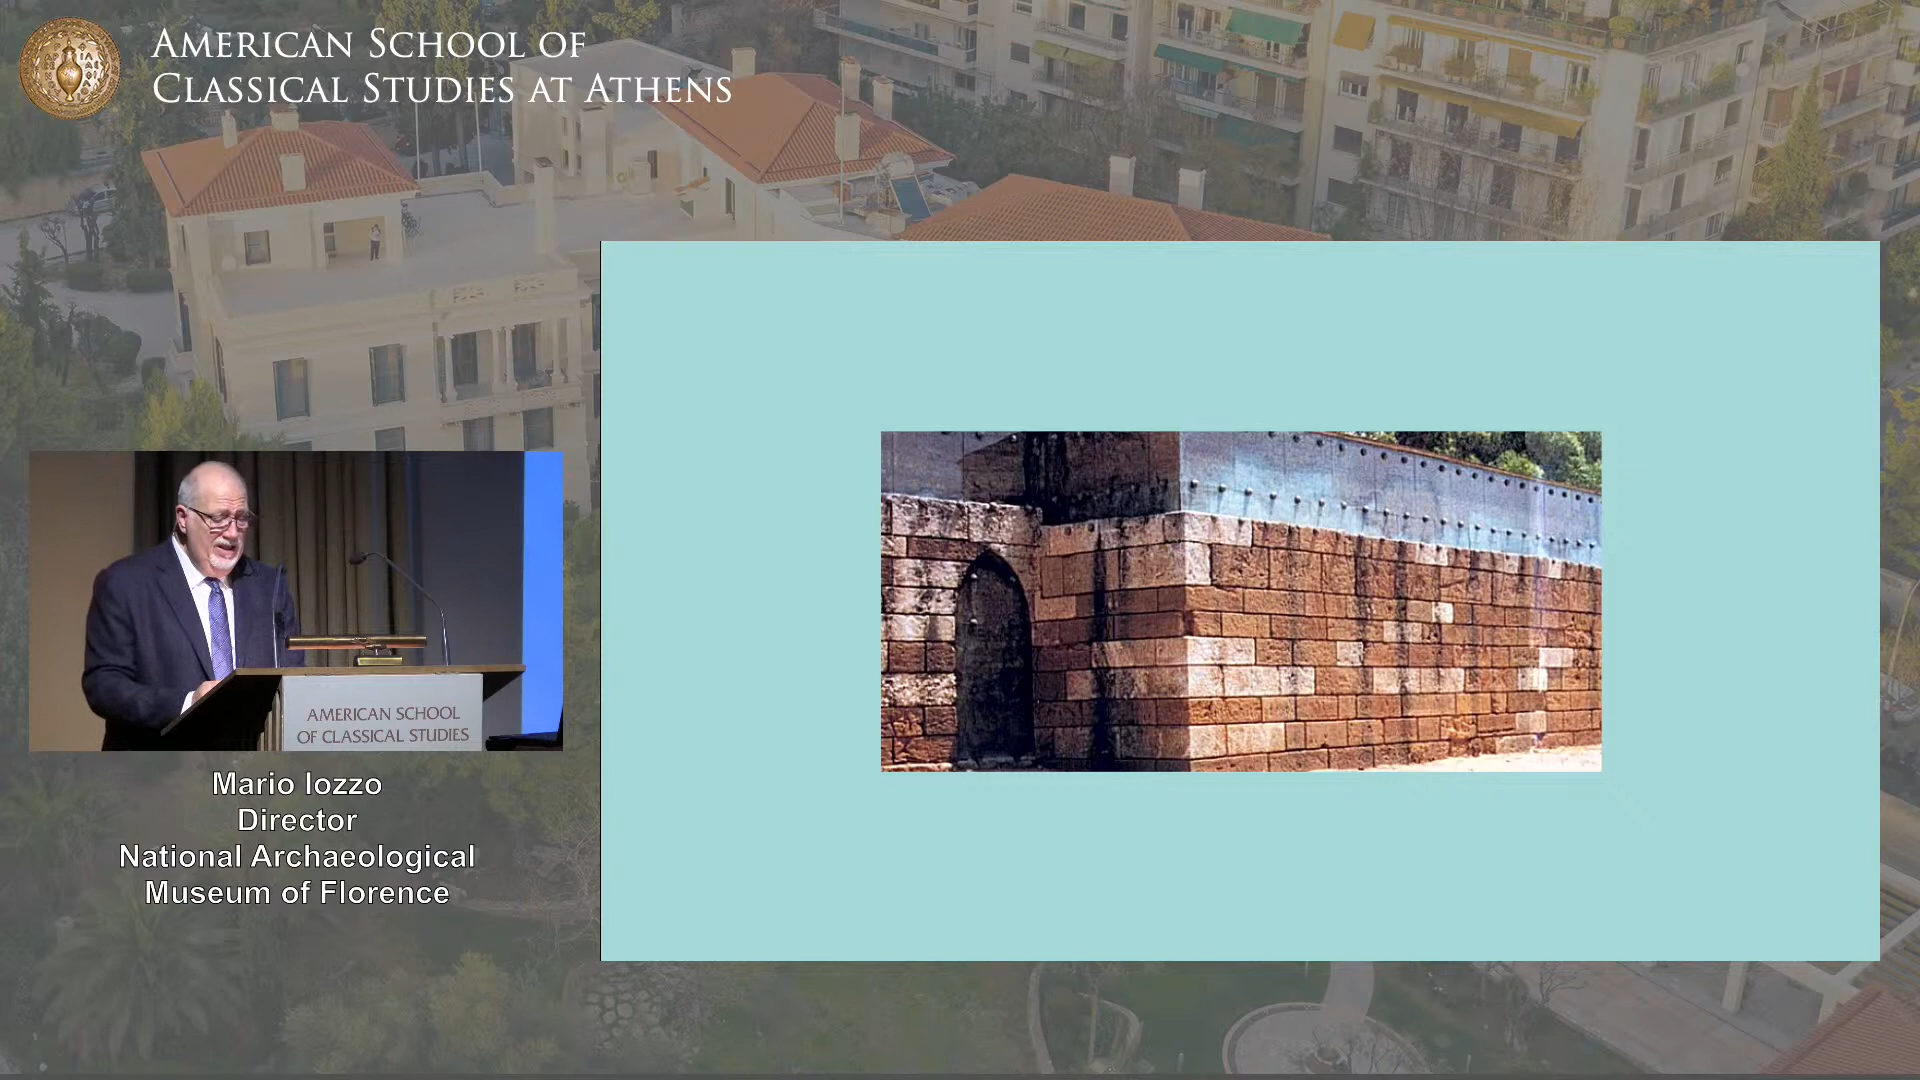 AMERICAN SCHOOL OF
CLASSICAL STUDIES AT ATHENS
AMERICAN SCHOOL
OF CLASSICAL STUDIES
Mario Iozzo
Director
National Archaeological
Museum of Florence